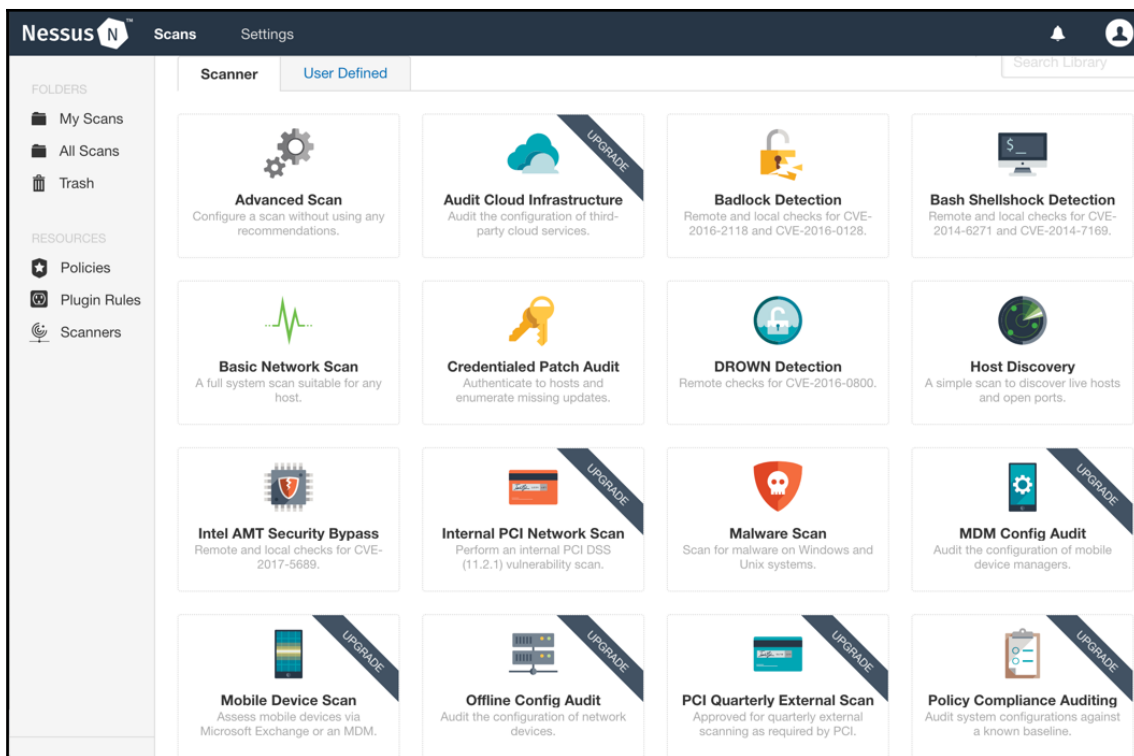 Nessus N ™
Scans
Settings
FOLDERS
My Scans
All Scans
Trash
RESOURCES
Policies
Plugin Rules
Scanners
Scanner
User Defined
Search Library
Advanced Scan
Configure a scan without using any
recommendations.
UPGRADE
Audit Cloud Infrastructure
Audit the configuration of third-
party cloud services.
Badlock Detection
Remote and local checks for CVE-
2016-2118 and CVE-2016-0128.
$_
Bash Shellshock Detection
Remote and local checks for CVE-
2014-6271 and CVE-2014-7169.
Basic Network Scan
A full system scan suitable for any
host.
Credentialed Patch Audit
Authenticate to hosts and
enumerate missing updates.
DROWN Detection
Remote checks for CVE-2016-0800.
Host Discovery
A simple scan to discover live hosts
and open ports.
Intel AMT Security Bypass
Remote and local checks for CVE-
2017-5689.
UPGRADE
Internal PCI Network Scan
Perform an internal PCI DSS
(11.2.1) vulnerability scan.
Malware Scan
Scan for malware on Windows and
Unix systems.
UPGRADE
MDM Config Audit
Audit the configuration of mobile
device managers.
UPGRADE
Mobile Device Scan
Assess mobile devices via
Microsoft Exchange or an MDM.
UPGRADE
Offline Config Audit
Audit the configuration of network
devices.
UPGRADE
PCI Quarterly External Scan
Approved for quarterly external
scanning as required by PCI.
UPGRADE
Policy Compliance Auditing
Audit system configurations against
a known baseline.